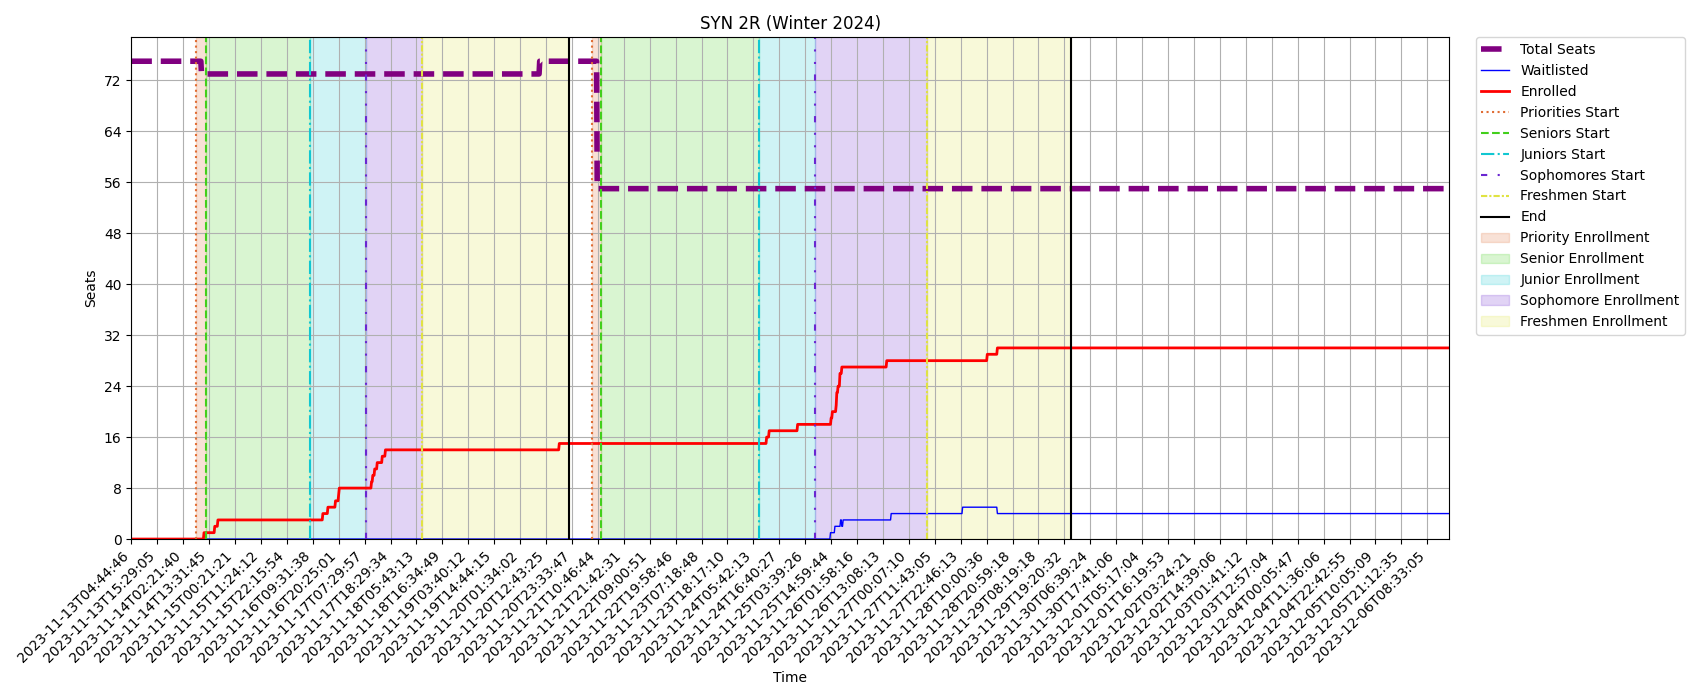 SYN 2R (Winter 2024)
Seats
72
64
56
48
40
32
24
16
8
0
2023-11-13T04:44:46
2023-11-13T15:29:05
2023-11-14T02:21:40
2023-11-14T13:31:45
2023-11-15T00:21:21
2023-11-15T11:24:12
2023-11-15T22:15:54
2023-11-16T09:31:38
2023-11-16T20:25:01
2023-11-17T07:29:57
2023-11-17T18:29:34
2023-11-18T05:43:13
2023-11-18T16:34:49
2023-11-19T03:40:12
2023-11-19T14:44:15
2023-11-20T01:34:02
2023-11-20T12:43:25
2023-11-20T23:33:47
2023-11-21T10:46:44
2023-11-21T21:42:31
2023-11-22T09:00:51
2023-11-22T19:58:46
2023-11-23T07:18:48
2023-11-23T18:17:10
2023-11-24T05:42:13
2023-11-24T16:40:27
2023-11-25T03:39:26
2023-11-25T14:59:44
2023-11-26T01:58:16
2023-11-26T13:08:13
2023-11-27T00:07:10
2023-11-27T11:43:05
2023-11-27T22:46:13
2023-11-28T10:00:36
2023-11-28T20:59:18
2023-11-29T08:19:18
2023-11-29T19:20:32
2023-11-30T06:39:24
2023-11-30T17:41:06
2023-12-01T05:17:04
2023-12-01T16:19:53
2023-12-02T03:24:21
2023-12-02T14:39:06
2023-12-03T01:41:12
2023-12-03T12:57:04
2023-12-04T00:05:47
2023-12-04T11:36:06
2023-12-04T22:42:55
2023-12-05T10:05:09
2023-12-05T21:12:35
2023-12-06T08:33:05
Time
Total Seats
Waitlisted
Enrolled
Priorities Start
Seniors Start
Juniors Start
Sophomores Start
Freshmen Start
End
Priority Enrollment
Senior Enrollment
Junior Enrollment
Sophomore Enrollment
Freshmen Enrollment